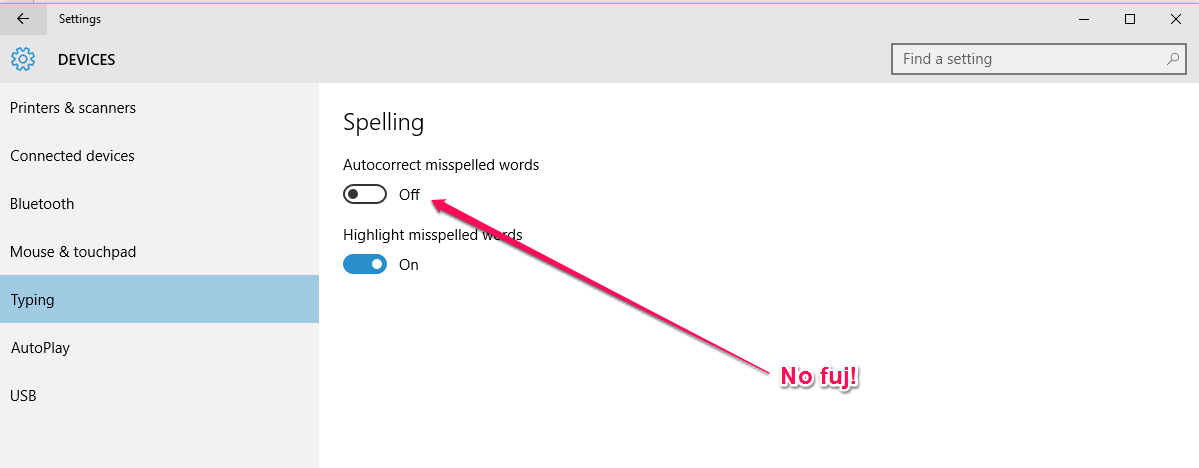 Settings
DEVICES
Find a setting
Printers & scanners
Connected devices
Bluetooth
Mouse & touchpad
Typing
AutoPlay
USB
Spelling
Autocorrect misspelled words
Off
Highlight misspelled words
On
No fuj!